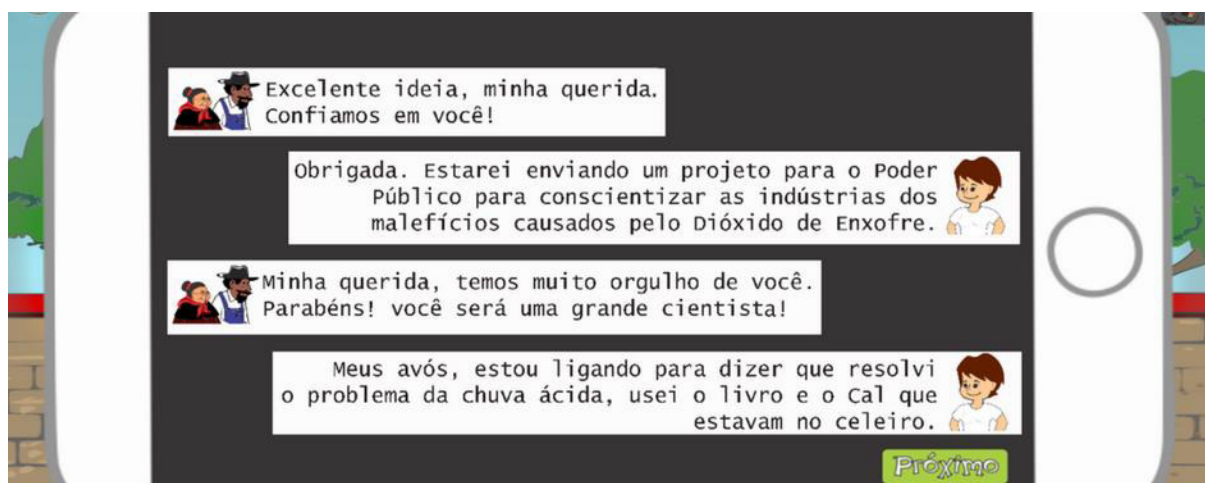 Excelente ideia, minha querida.
Confiamos em você!
Obrigada. Estarei enviando um projeto para o Poder
Público para conscientizar as indústrias dos
malefícios causados pelo Dióxido de Enxofre.
Minha querida, temos muito orgulho de você.
Parabéns! você será uma grande cientista!
Meus avós, estou ligando para dizer que resolvi
o problema da chuva ácida, usei o livro e o Cal que
estavam no celeiro.
Próximo